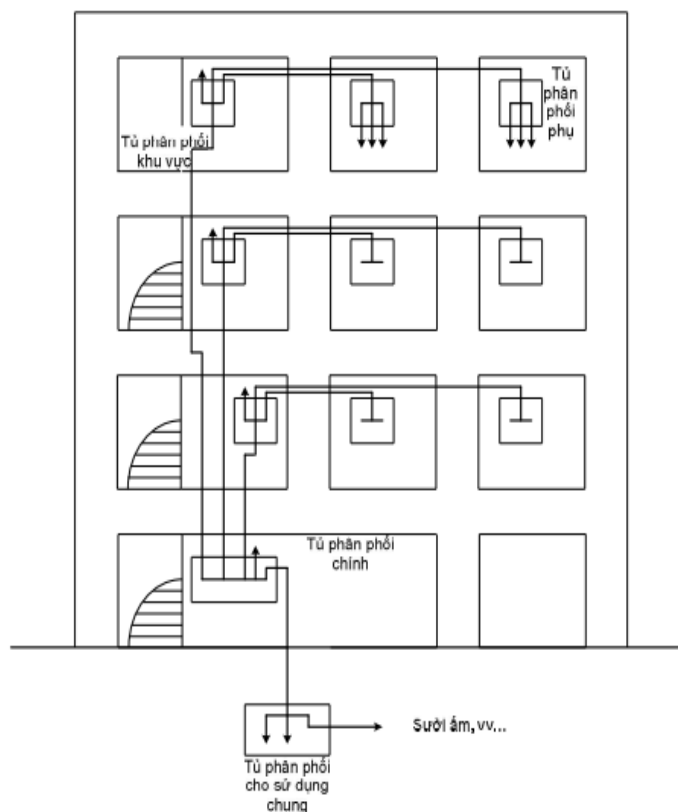 Tủ
phân
phối
phụ
Tủ phân phối
khu vực
Tủ phân phối
chính
Sười ấm, vv...
Tủ phân phối
cho sử dụng
chung